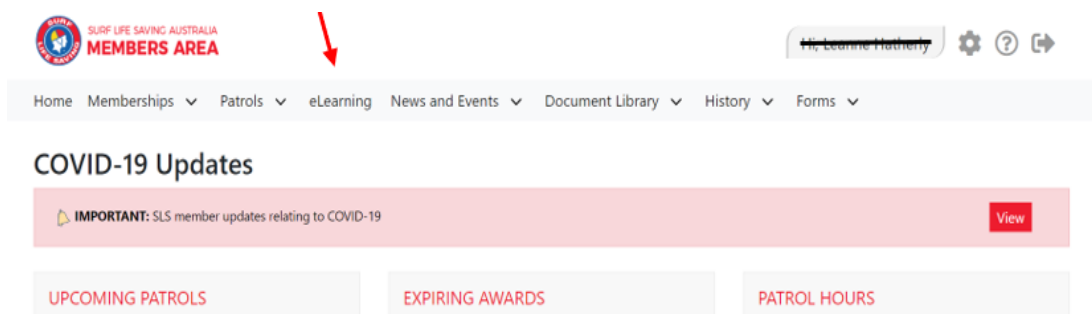 SURF LIFE SAVING AUSTRALIA
MEMBERS AREA
Home Memberships Patrols eLearning News and Events Document Library History Forms
COVID-19 Updates
IMPORTANT: SLS member updates relating to COVID-19
View
UPCOMING PATROLS EXPIRING AWARDS PATROL HOURS